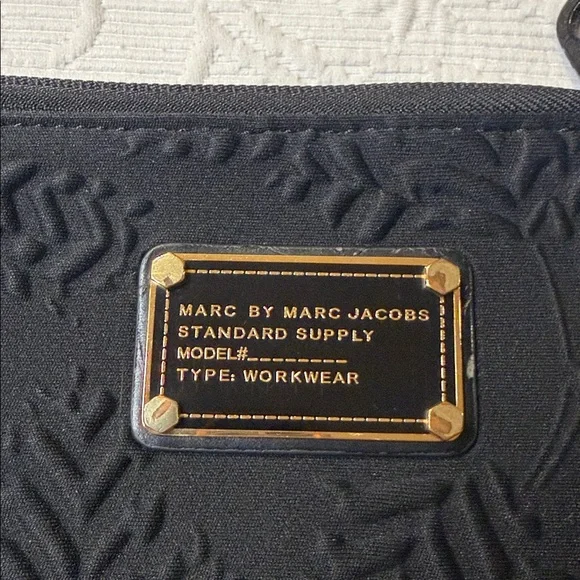 MARC BY MARC JACOBS
STANDARD SUPPLY
MODEL#_________
TYPE: WORKWEAR